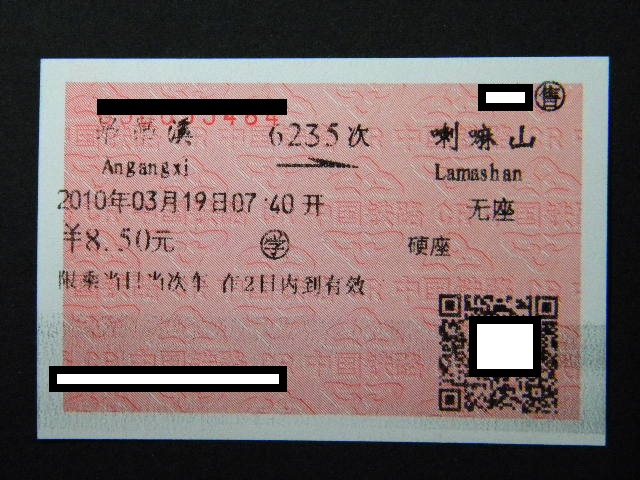 昂昂溪 6235次 喇嘛山
Angangxi Lamashan
2010年03月19日07:40开 无座
¥8.50元 学 硬座
限乘当日当次车 在2日内到有效
售